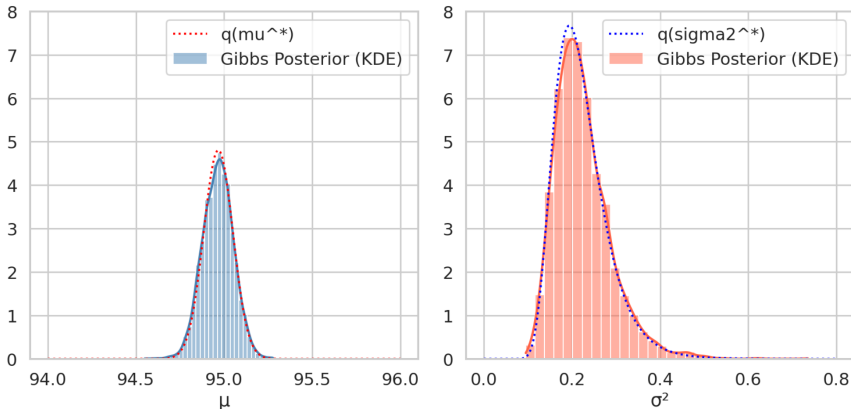 q(mu^*)
Gibbs Posterior (KDE)
8
7
6
5
4
3
2
1
0
94.0 94.5 95.0 95.5 96.0
μ
q(sigma2^*)
Gibbs Posterior (KDE)
8
7
6
5
4
3
2
1
0
0.0 0.2 0.4 0.6 0.8
σ²